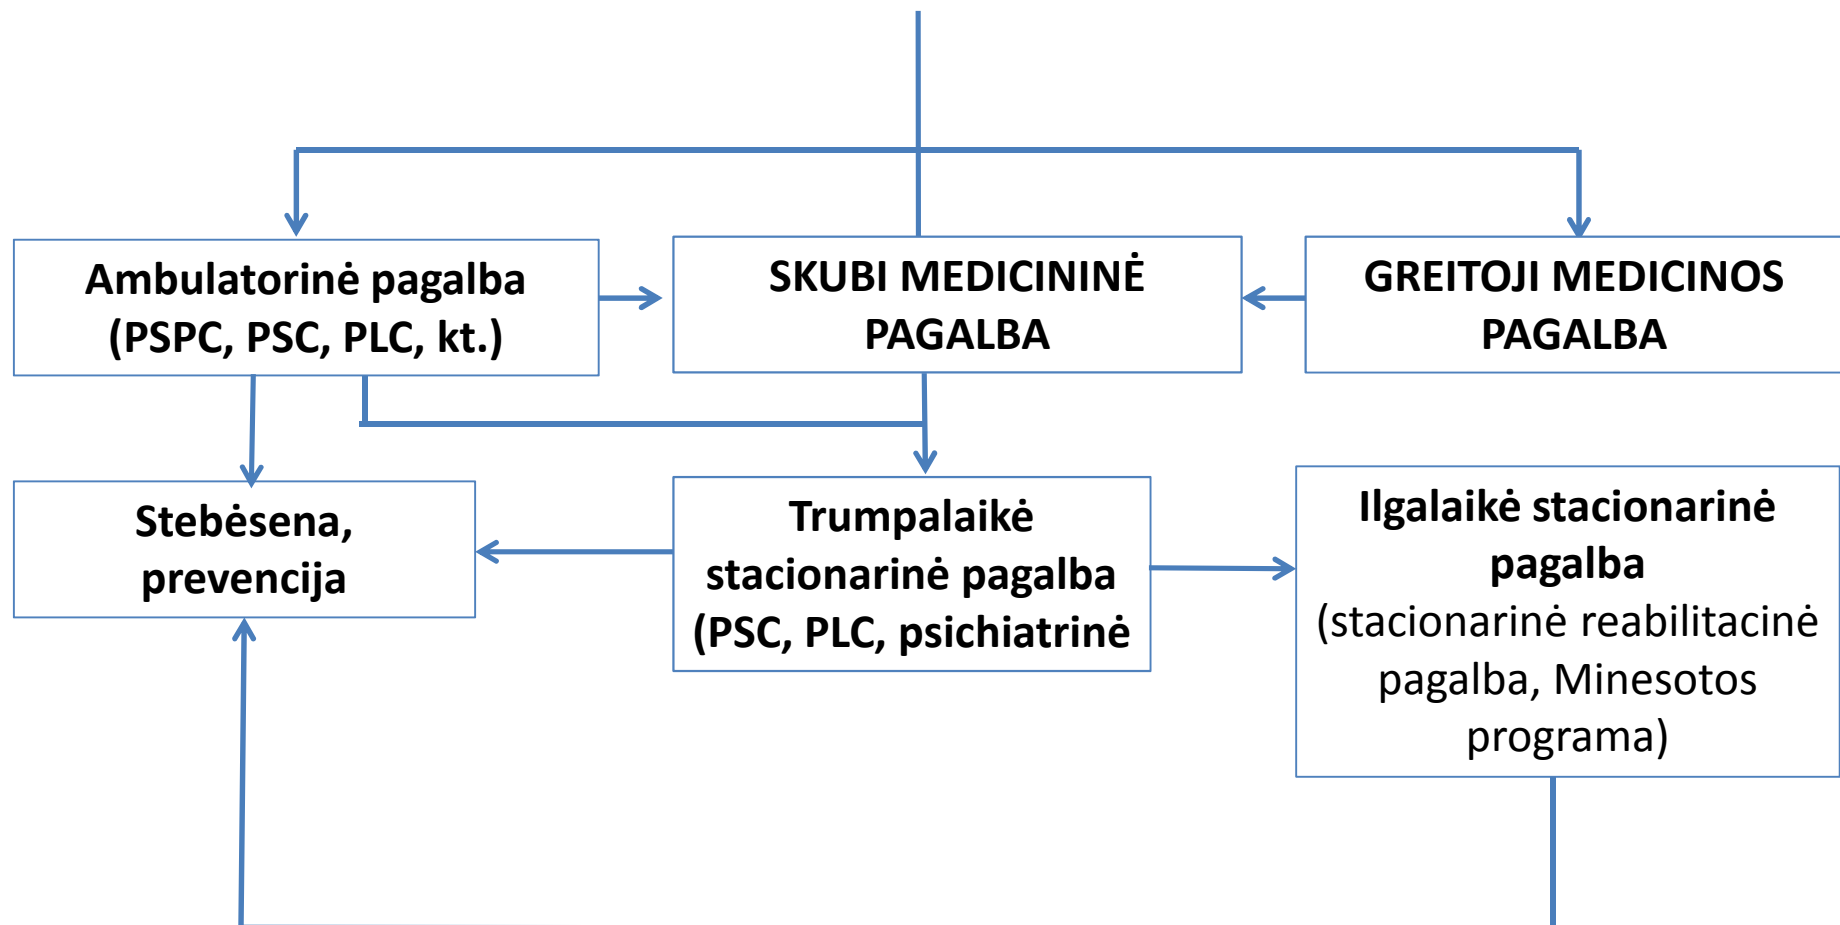 Ambulatorinė pagalba
(PSPC, PSC, PLC, kt.)
SKUBI MEDICININĖ
PAGALBA
GREITOJI MEDICINOS
PAGALBA
Stebėsena,
prevencija
Trumpalaikė
stacionarinė pagalba
(PSC, PLC, psichiatrinė
Ilgalaikė stacionarinė
pagalba
(stacionarinė reabilitacinė
pagalba, Minesotos
programa)